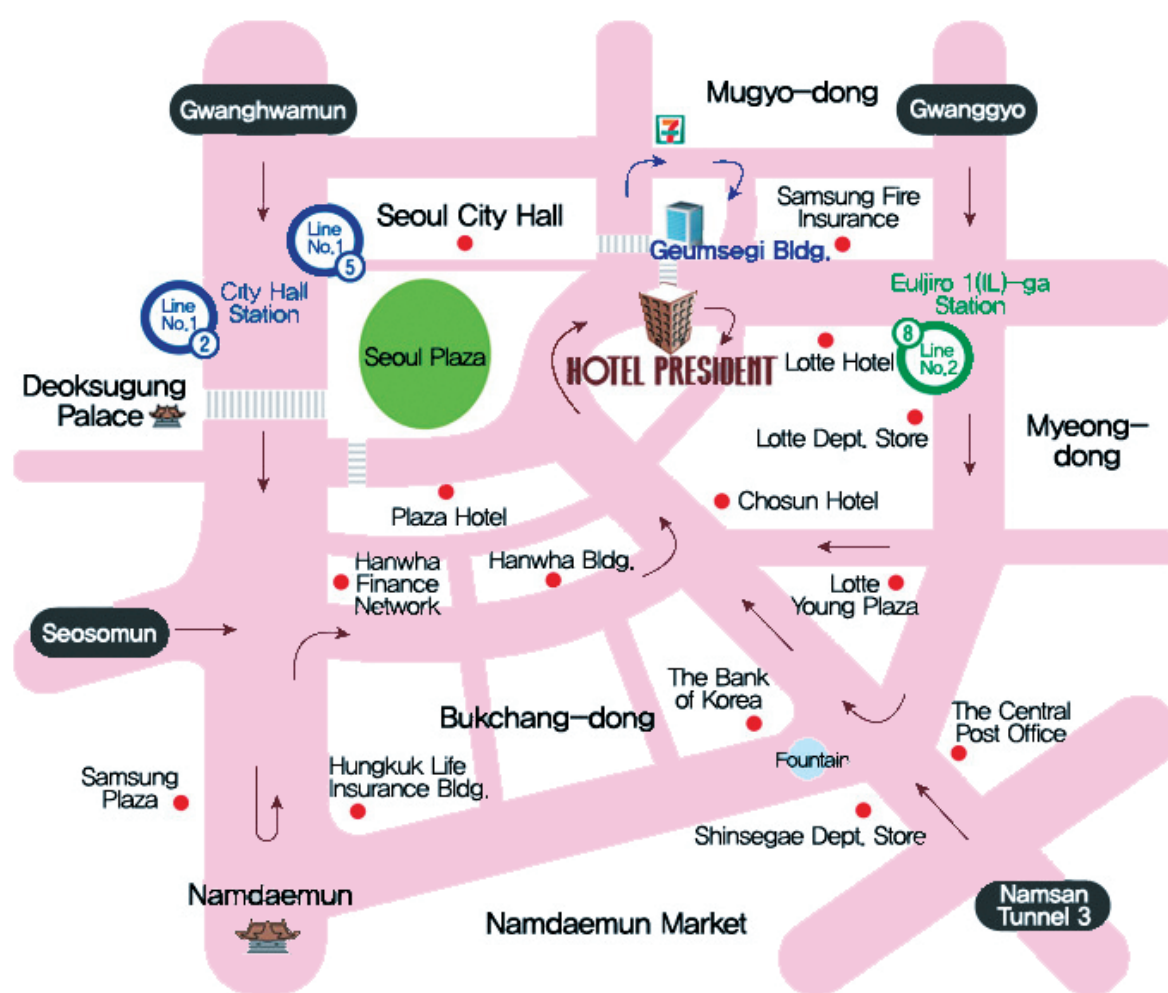 Gwanghwamun
Mugyo-dong
Gwanggyo
7
Seoul City Hall
Samsung Fire
Insurance
Line
No.1
5
Geumsegi Bldg.
City Hall
Station
Line
No.1
2
Euljiro 1(IL)-ga
Station
8
Line
No.2
Seoul Plaza
HOTEL PRESIDENT
Lotte Hotel
Deoksugung
Palace
Lotte Dept. Store
Myeong-
dong
Plaza Hotel
Chosun Hotel
Hanwha
Finance
Network
Hanwha Bldg.
Lotte
Young Plaza
Seosomun
The Bank
of Korea
Bukchang-dong
The Central
Post Office
Fountain
Samsung
Plaza
Hungkuk Life
Insurance Bldg.
Shinsegae Dept. Store
Namdaemun
Namdaemun Market
Namsan
Tunnel 3